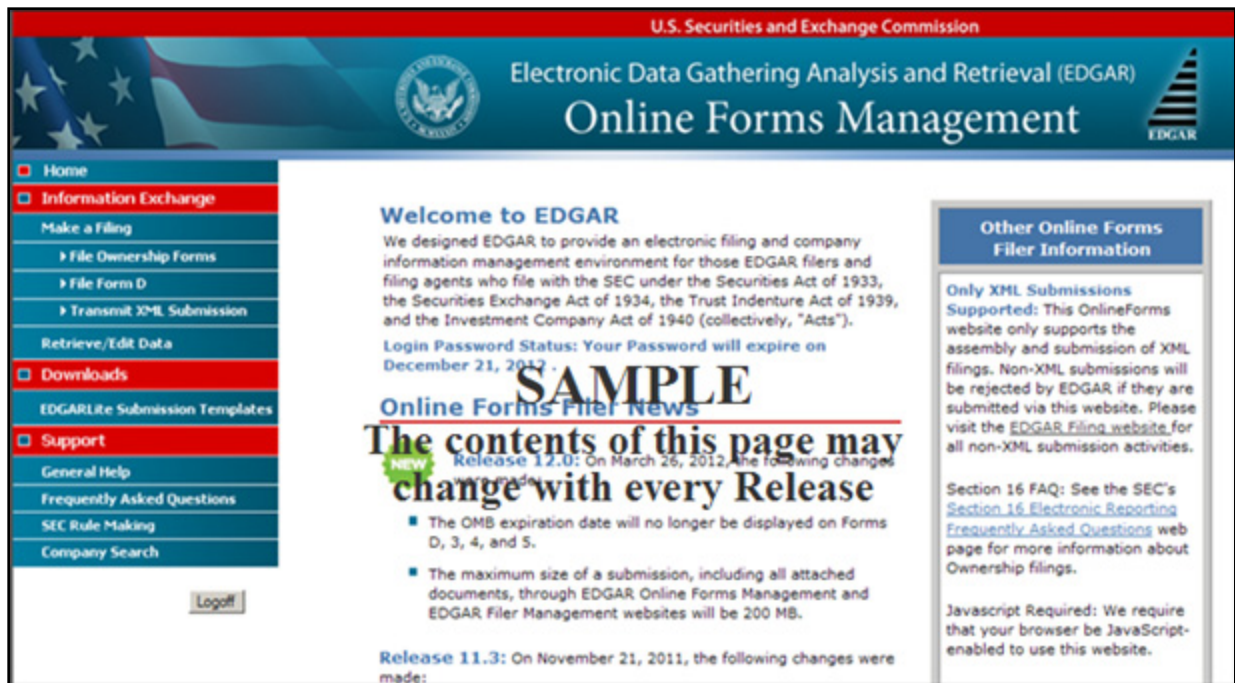 U.S. Securities and Exchange Commission
Electronic Data Gathering Analysis and Retrieval (EDGAR)
Online Forms Management
EDGAR
Home
Information Exchange
Make a Filing
File Ownership Forms
File Form D
Transmit XML Submission
Retrieve/Edit Data
Downloads
EDGARLite Submission Templates
Support
General Help
Frequently Asked Questions
SEC Rule Making
Company Search
Logoff
Welcome to EDGAR
We designed EDGAR to provide an electronic filing and company
information management environment for those EDGAR filers and
filing agents who file with the SEC under the Securities Act of 1933,
the Securities Exchange Act of 1934, the Trust Indenture Act of 1939,
and the Investment Company Act of 1940 (collectively, "Acts").
Login Password Status: Your Password will expire on
December 21, 2012 .
SAMPLE
Online Forms Filer News
The contents of this page may
NEW
Release 12.0: On March 26, 2012, the following changes
were made:
change with every Release
The OMB expiration date will no longer be displayed on Forms
D, 3, 4, and 5.
The maximum size of a submission, including all attached
documents, through EDGAR Online Forms Management and
EDGAR Filer Management websites will be 200 MB.
Release 11.3: On November 21, 2011, the following changes were
made:
Other Online Forms
Filer Information
Only XML Submissions
Supported: This OnlineForms
website only supports the
assembly and submission of XML
filings. Non-XML submissions will
be rejected by EDGAR if they are
submitted via this website. Please
visit the EDGAR Filing website for
all non-XML submission activities.
Section 16 FAQ: See the SEC's
Section 16 Electronic Reporting
Frequently Asked Questions web
page for more information about
Ownership filings.
Javascript Required: We require
that your browser be JavaScript-
enabled to use this website.